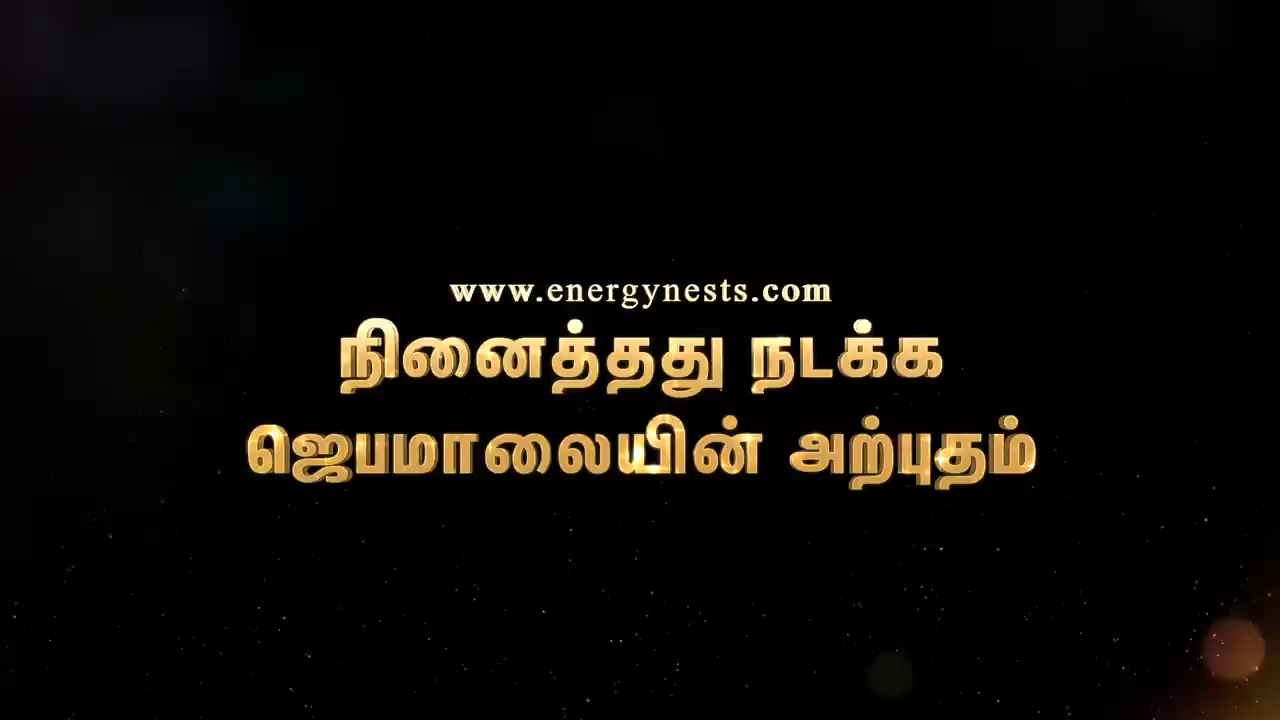 www.energynests.com
நினைத்தது நடக்க
ஜெபமாலையின் அற்புதம்